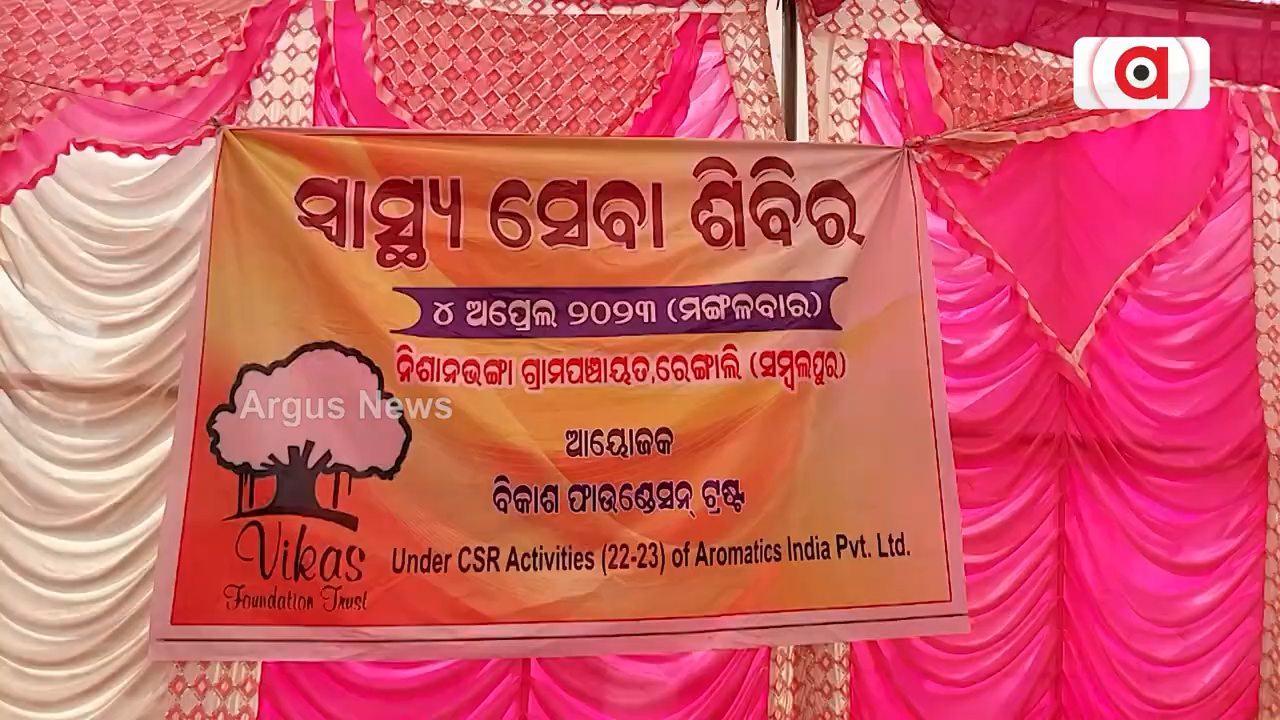 ସ୍ୱାସ୍ଥ୍ୟ ସେବା ଶିବିର
୪ ଅପ୍ରେଲ ୨୦୨୩ (ମଙ୍ଗଳବାର)
ନିଶାନଭଙ୍ଗା ଗ୍ରାମପଞ୍ଚାୟତ,ରେଙ୍ଗାଲି (ସମ୍ବଲପୁର)
Argus News
ଆୟୋଜକ
ବିକାଶ ଫାଉଣ୍ଡେସନ୍ ଟ୍ରଷ୍ଟ
Vikas
Foundation Trust
Under CSR Activities (22-23) of Aromatics India Pvt. Ltd.
a